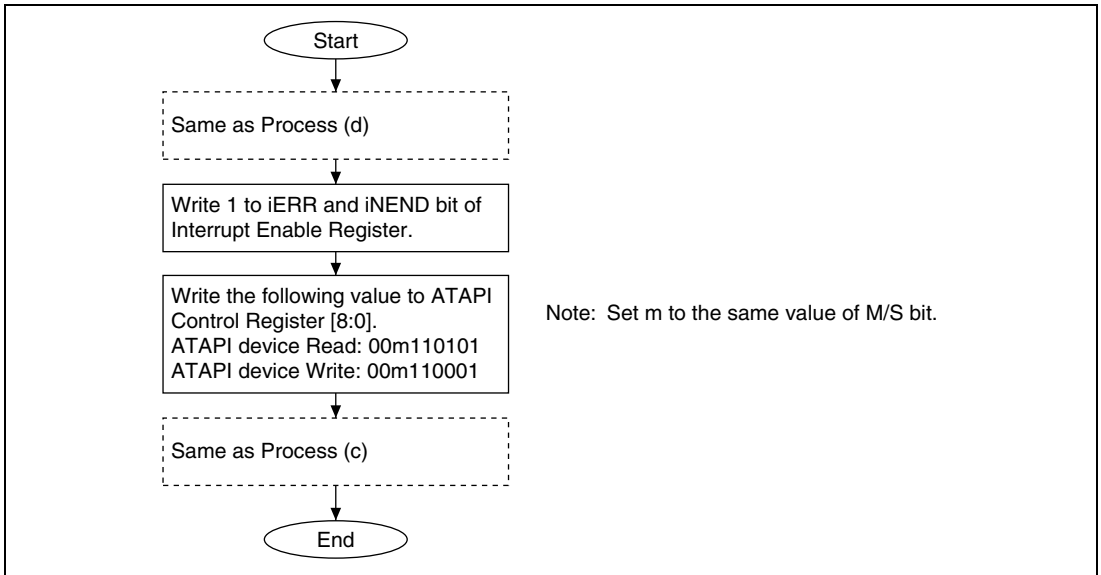 Start
Same as Process (d)
Write 1 to iERR and iNEND bit of
Interrupt Enable Register.
Write the following value to ATAPI
Control Register [8:0].
ATAPI device Read: 00m110101
ATAPI device Write: 00m110001
Note: Set m to the same value of M/S bit.
Same as Process (c)
End